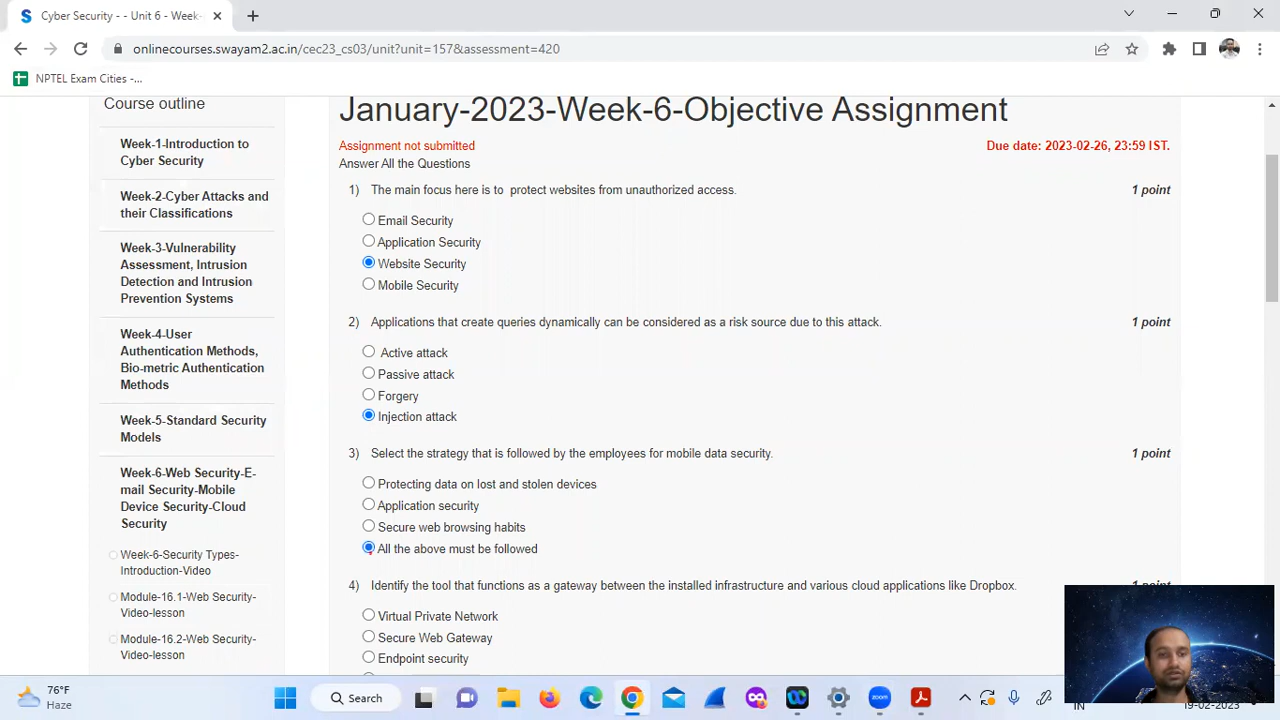 Cyber Security - - Unit 6 - Week-
onlinecourses.swayam2.ac.in/cec23_cs03/unit?unit=157&assessment=420
NPTEL Exam Cities -...
Course outline
Week-1-Introduction to
Cyber Security
Week-2-Cyber Attacks and
their Classifications
Week-3-Vulnerability
Assessment, Intrusion
Detection and Intrusion
Prevention Systems
Week-4-User
Authentication Methods,
Bio-metric Authentication
Methods
Week-5-Standard Security
Models
Week-6-Web Security-E-
mail Security-Mobile
Device Security-Cloud
Security
Week-6-Security Types-
Introduction-Video
Module-16.1-Web Security-
Video-lesson
Module-16.2-Web Security-
Video-lesson
January-2023-Week-6-Objective Assignment
Assignment not submitted
Due date: 2023-02-26, 23:59 IST.
Answer All the Questions
1) The main focus here is to protect websites from unauthorized access.
1 point
Email Security
Application Security
Website Security
Mobile Security
2) Applications that create queries dynamically can be considered as a risk source due to this attack.
1 point
Active attack
Passive attack
Forgery
Injection attack
3) Select the strategy that is followed by the employees for mobile data security.
1 point
Protecting data on lost and stolen devices
Application security
Secure web browsing habits
All the above must be followed
4) Identify the tool that functions as a gateway between the installed infrastructure and various cloud applications like Dropbox.
1 point
Virtual Private Network
Secure Web Gateway
Endpoint security
76°F
Haze
Search
IN
19-02-2023